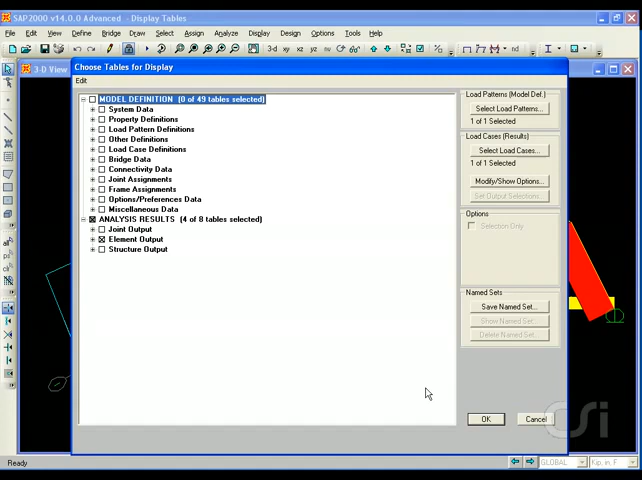 SAP2000 v14.0.0 Advanced - Display Tables
File Edit View Define Bridge Draw Select Assign Analyze Display Design Options Tools Help
3-d xy xz yz nv
3-D View
Choose Tables for Display
Edit
MODEL DEFINITION (0 of 49 tables selected)
System Data
Property Definitions
Load Pattern Definitions
Other Definitions
Load Case Definitions
Bridge Data
Connectivity Data
Joint Assignments
Frame Assignments
Options/Preferences Data
Miscellaneous Data
ANALYSIS RESULTS (4 of 8 tables selected)
Joint Output
Element Output
Structure Output
Load Patterns (Model Def.)
Select Load Patterns...
1 of 1 Selected
Load Cases (Results)
Select Load Cases...
1 of 1 Selected
Modify/Show Options...
Set Output Selections...
Options
Selection Only
Named Sets
Save Named Set...
Show Named Set...
Delete Named Set...
OK
Cancel
all
ps
clr
CSi
Ready
GLOBAL
Kip, in, F